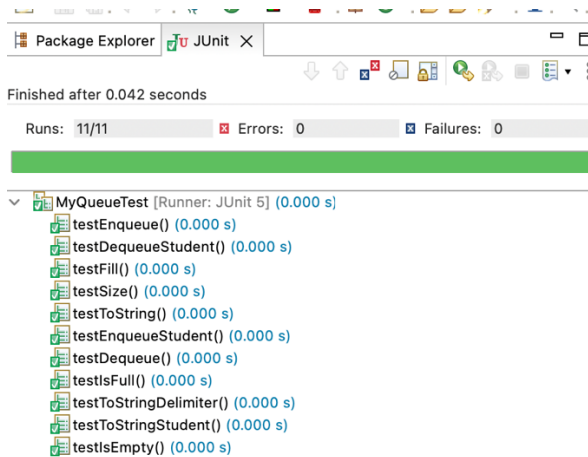 Package Explorer JUnit
Finished after 0.042 seconds
Runs: 11/11 Errors: 0 Failures: 0
MyQueueTest [Runner: JUnit 5] (0.000 s)
testEnqueue() (0.000 s)
testDequeueStudent() (0.000 s)
testFill() (0.000 s)
testSize() (0.000 s)
testToString() (0.000 s)
testEnqueueStudent() (0.000 s)
testDequeue() (0.000 s)
testIsFull() (0.000 s)
testToStringDelimiter() (0.000 s)
testToStringStudent() (0.000 s)
testIsEmpty() (0.000 s)